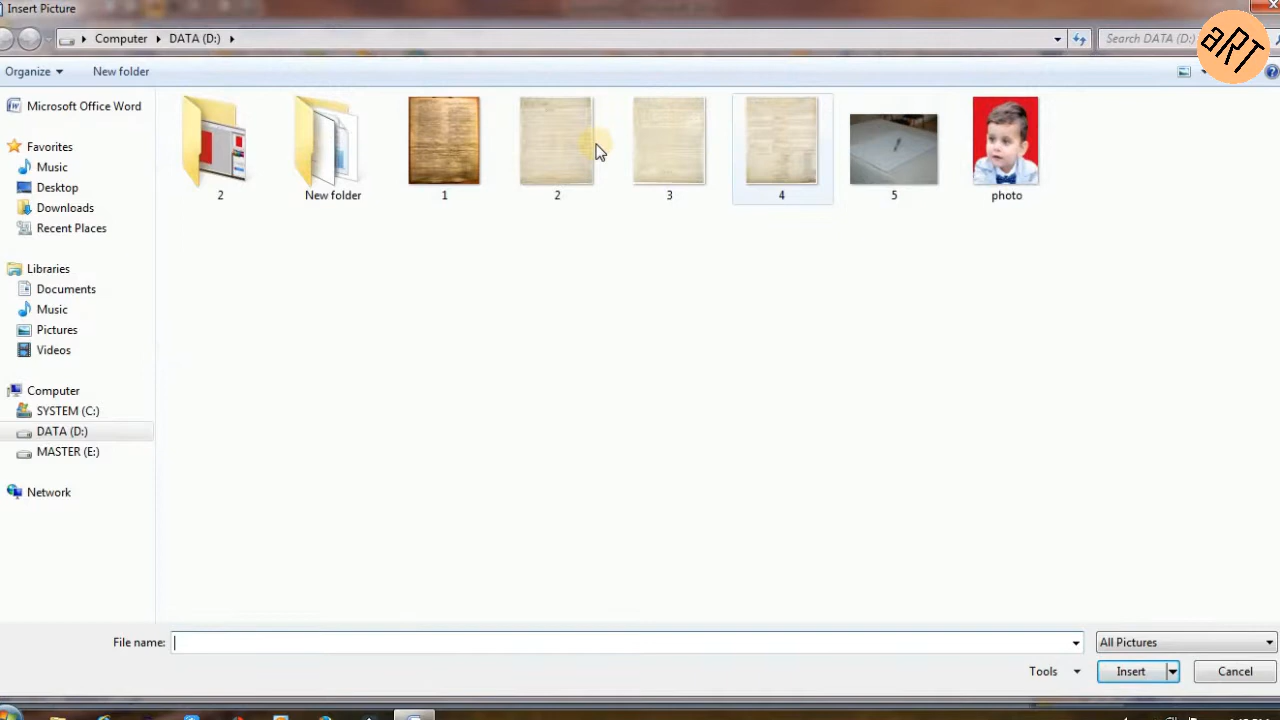 Insert Picture
Computer DATA (D:) Search DATA (D:)
aRT
Organize New folder
Microsoft Office Word
Favorites
Music
Desktop
Downloads
Recent Places
Libraries
Documents
Music
Pictures
Videos
Computer
SYSTEM (C:)
DATA (D:)
MASTER (E:)
Network
2 New folder 1 2 3 4 5 photo
File name: All Pictures
Tools Insert Cancel